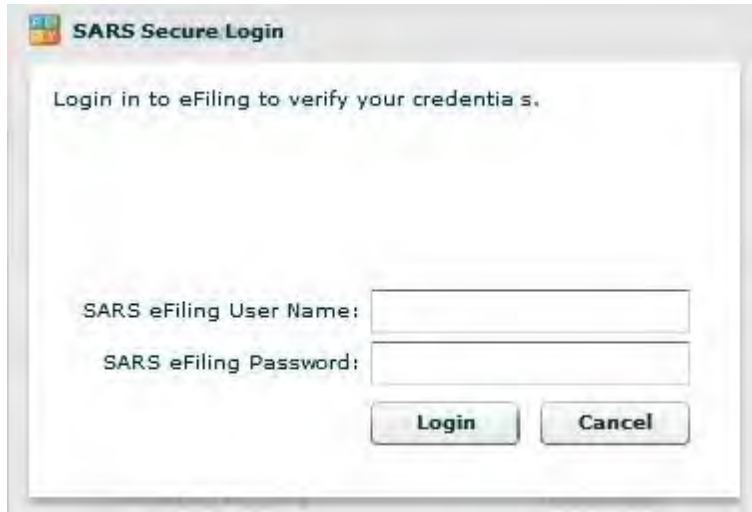 SARS Secure Login
Login in to eFiling to verify your credentia s.
SARS eFiling User Name:
SARS eFiling Password:
Login Cancel